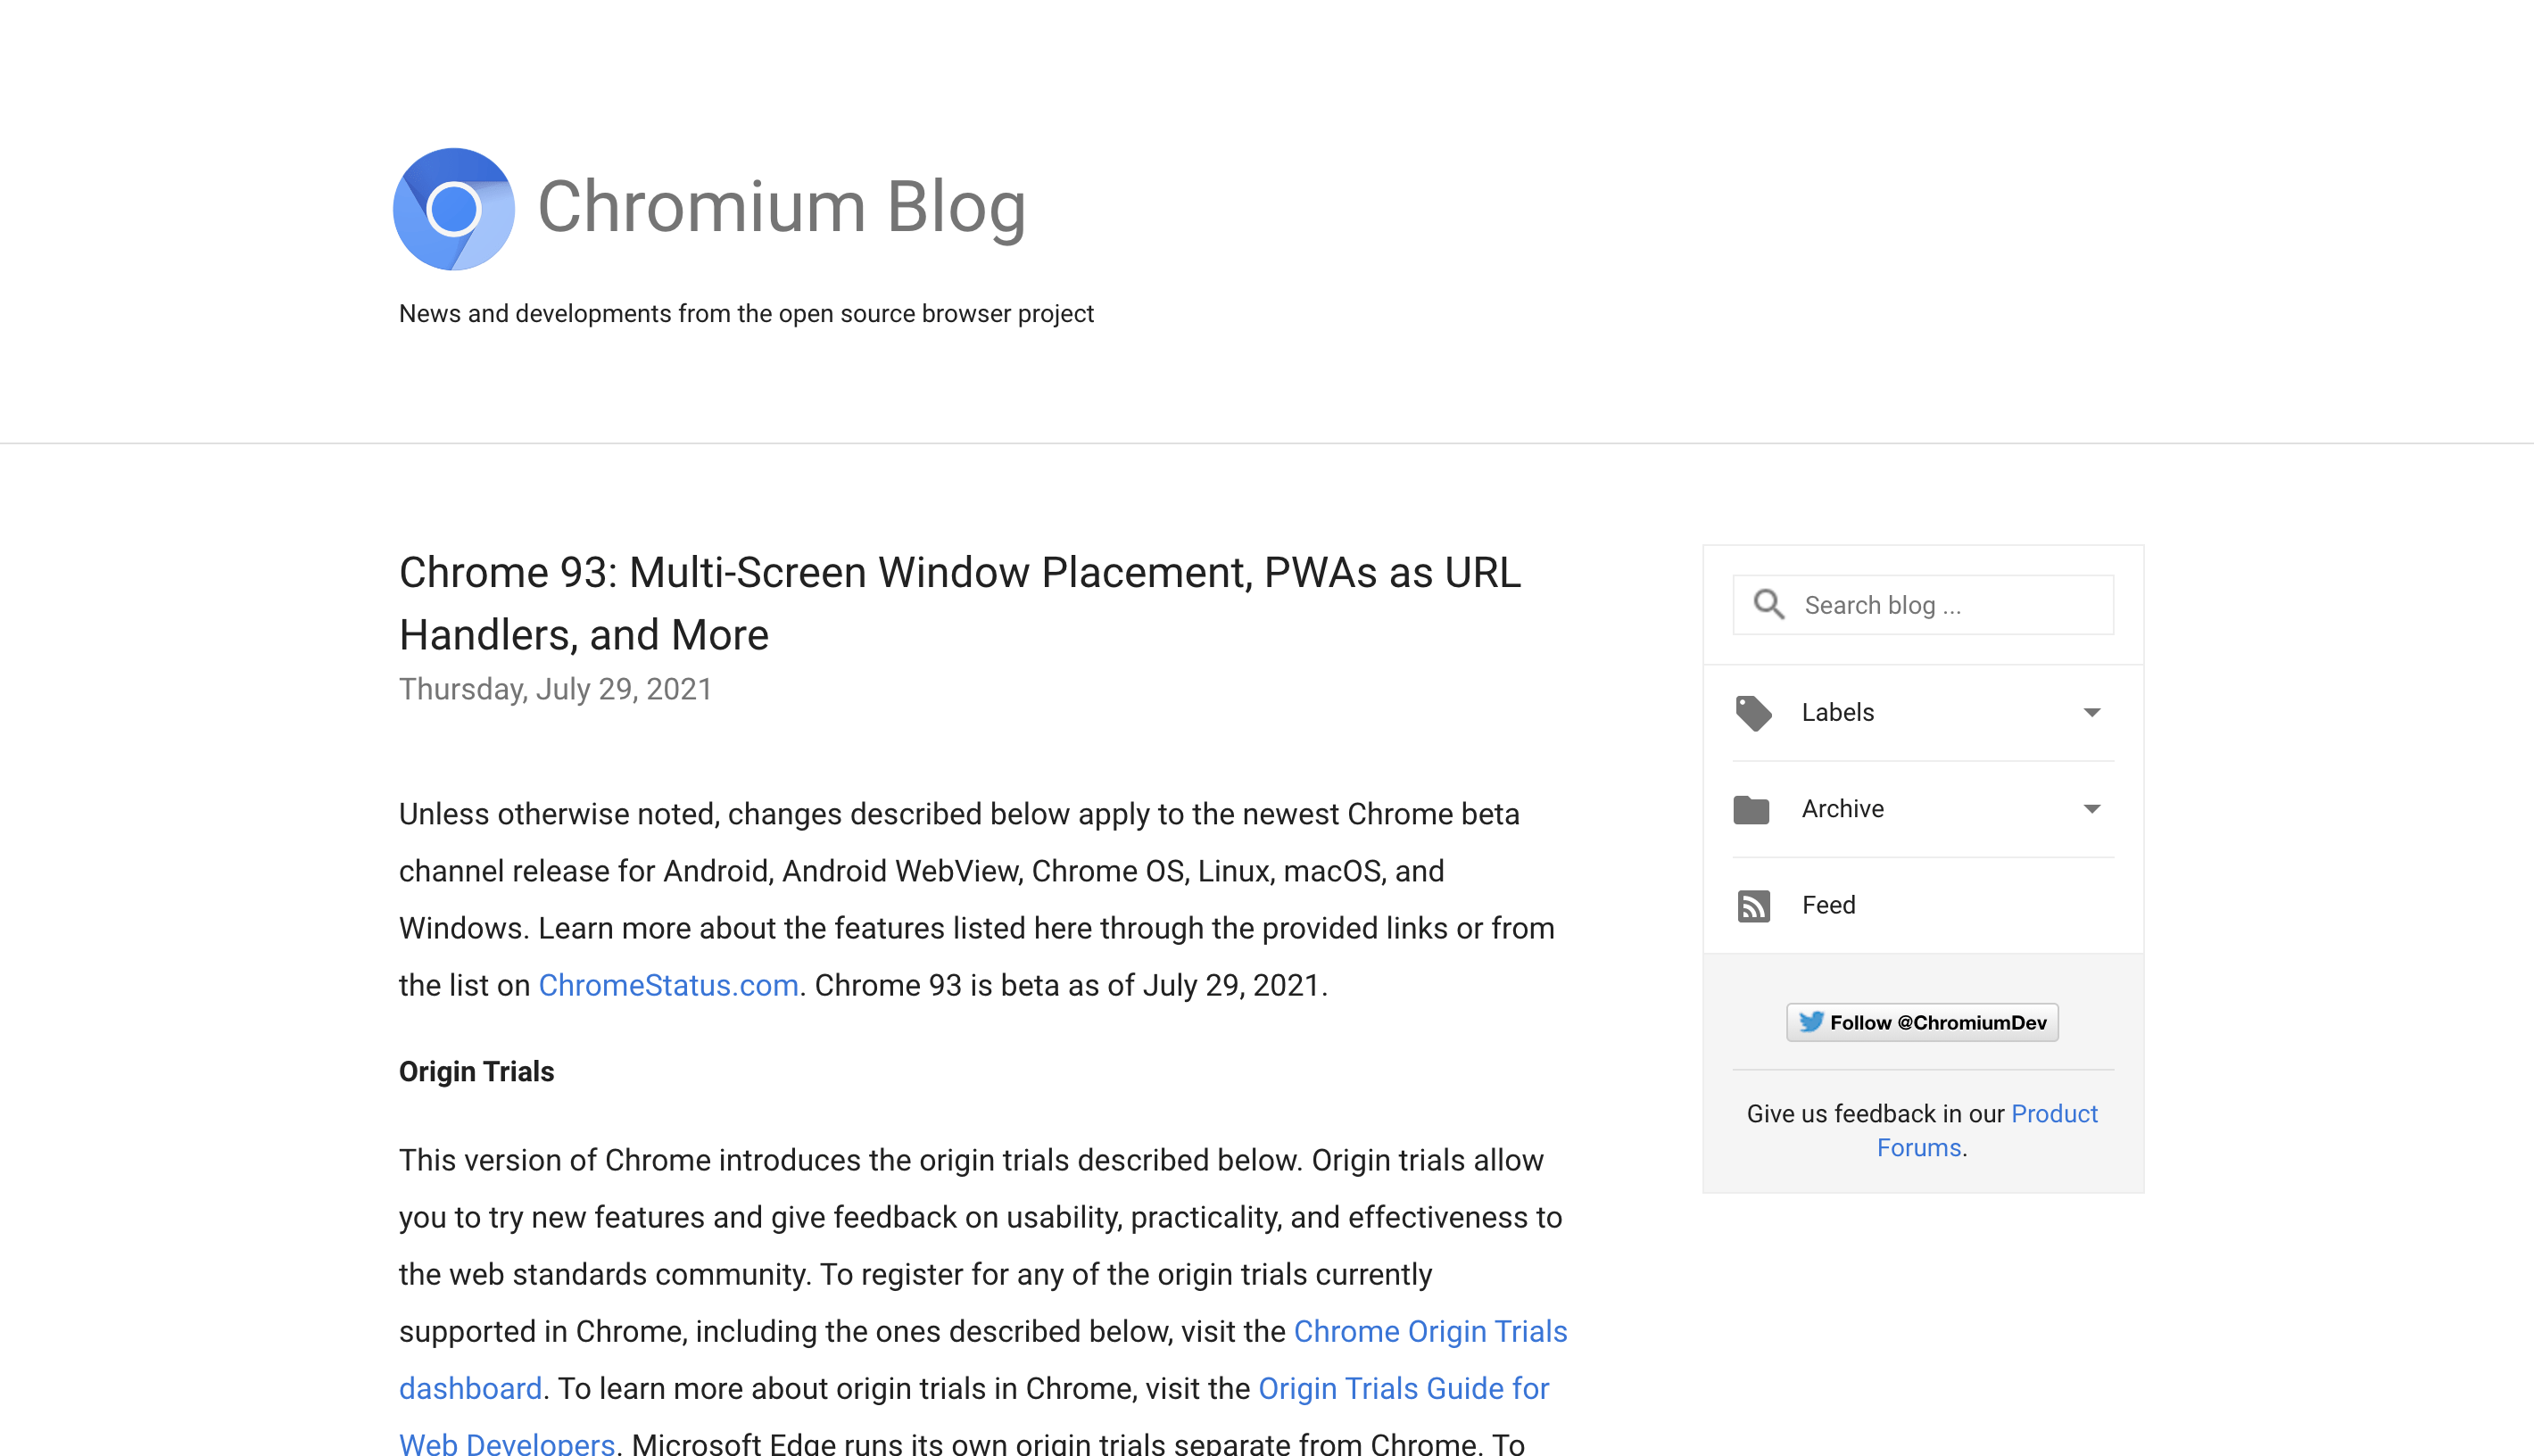 Chromium Blog
News and developments from the open source browser project
Chrome 93: Multi-Screen Window Placement, PWAs as URL
Handlers, and More
Thursday, July 29, 2021
Unless otherwise noted, changes described below apply to the newest Chrome beta
channel release for Android, Android WebView, Chrome OS, Linux, macOS, and
Windows. Learn more about the features listed here through the provided links or from
the list on ChromeStatus.com. Chrome 93 is beta as of July 29, 2021.
Origin Trials
This version of Chrome introduces the origin trials described below. Origin trials allow
you to try new features and give feedback on usability, practicality, and effectiveness to
the web standards community. To register for any of the origin trials currently
supported in Chrome, including the ones described below, visit the Chrome Origin Trials
dashboard. To learn more about origin trials in Chrome, visit the Origin Trials Guide for
Web Developers. Microsoft Edge runs its own origin trials separate from Chrome. To
Search blog ...
Labels
Archive
Feed
Follow @ChromiumDev
Give us feedback in our Product
Forums.